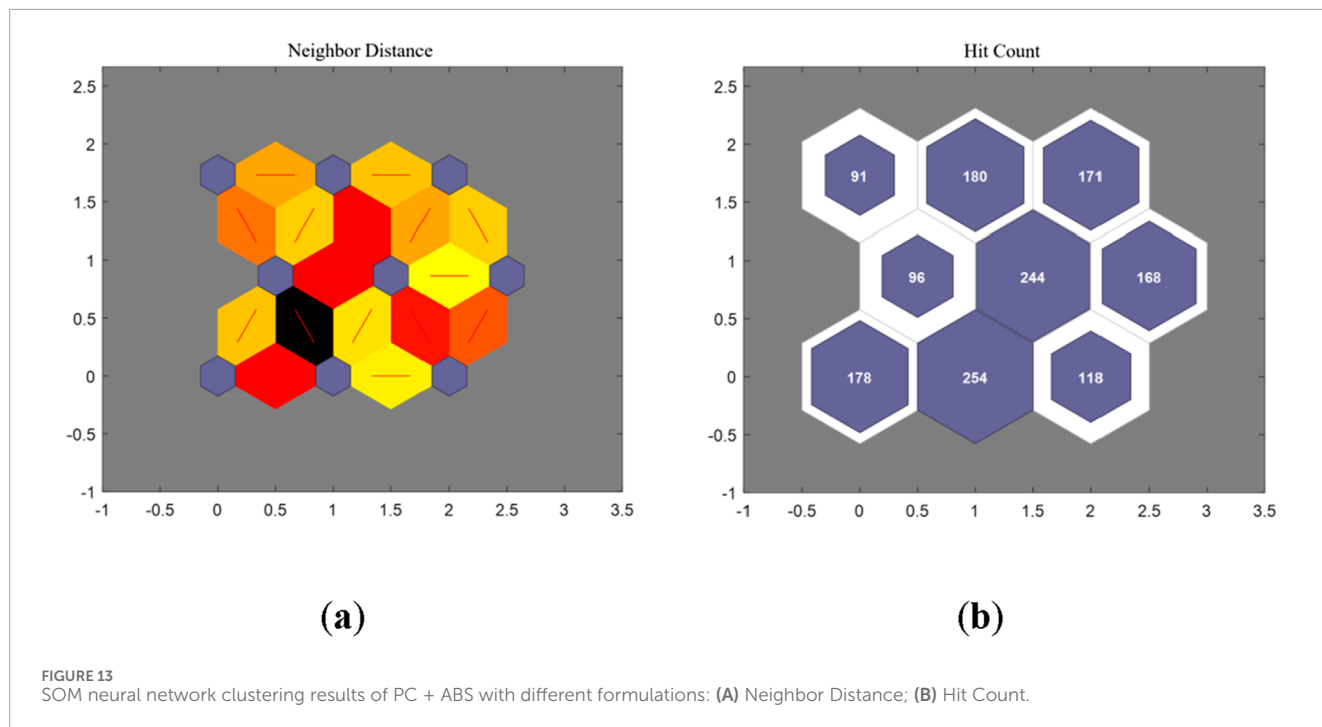 Neighbor Distance
2.5
2
1.5
1
0.5
0
-0.5
-1
-1 -0.5 0 0.5 1 1.5 2 2.5 3 3.5
(a)
Hit Count
2.5
2
1.5
1
0.5
0
-0.5
-1
91 180 171
96 244 168
178 254 118
-1 -0.5 0 0.5 1 1.5 2 2.5 3 3.5
(b)
FIGURE 13
SOM neural network clustering results of PC + ABS with different formulations: (A) Neighbor Distance; (B) Hit Count.